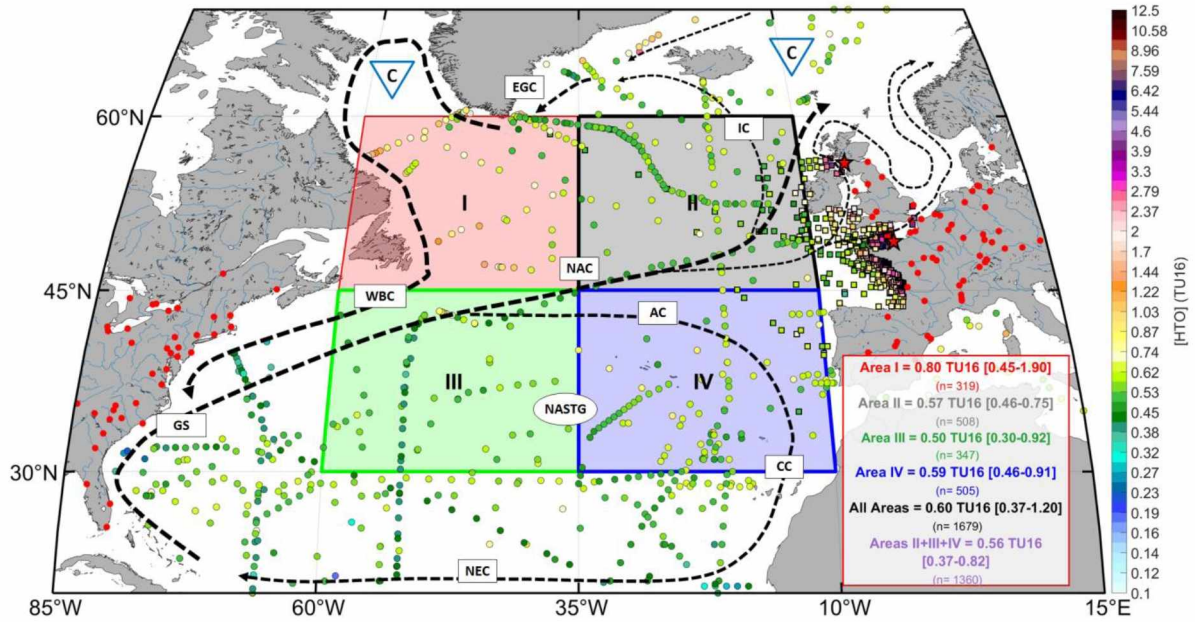 C
C
EGC
60°N
IC
I
II
NAC
45°N
WBC
AC
III
IV
NASTG
GS
30°N
CC
NEC
85°W
60°W
35°W
10°W
15°E
Area I = 0.80 TU16 [0.45-1.90]
(n= 319)
Area II = 0.57 TU16 [0.46-0.75]
(n= 508)
Area III = 0.50 TU16 [0.30-0.92]
(n= 347)
Area IV = 0.59 TU16 [0.46-0.91]
(n= 505)
All Areas = 0.60 TU16 [0.37-1.20]
(n= 1679)
Areas II+III+IV = 0.56 TU16
[0.37-0.82]
(n= 1360)
12.5
10.58
8.96
7.59
6.42
5.44
4.6
3.9
3.3
2.79
2.37
2
1.7
1.44
1.22
1.03
0.87
0.74
0.62
0.53
0.45
0.38
0.32
0.27
0.23
0.19
0.16
0.14
0.12
0.1
[HTO] (TU16)